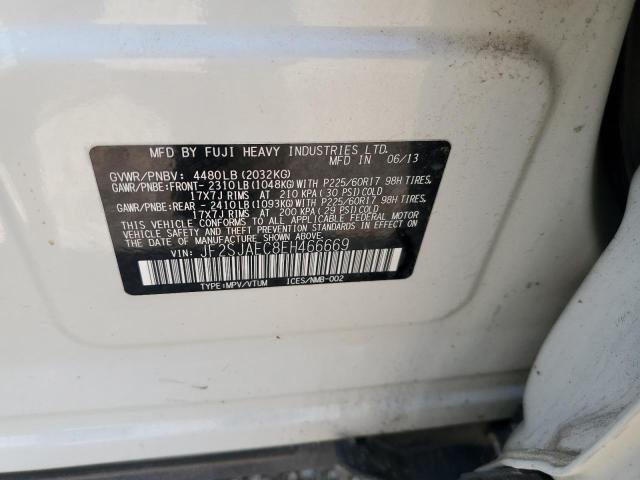 MFD BY FUJI HEAVY INDUSTRIES LTD.
MFD IN 06/13
GVWR/PNBV: 4480LB(2032KG)
GAWR/PNBE:FRONT- 2310LB(1048KG)WITH P225/60R17 98H TIRES,
17X7J RIMS AT 210 KPA (30 PSI)COLD
GAWR/PNBE:REAR - 2410LB(1093KG)WITH P225/60R17 98H TIRES,
17X7J RIMS AT 200 KPA (29 PSI)COLD
THIS VEHICLE CONFORMS TO ALL APPLICABLE FEDERAL MOTOR
VEHICLE SAFETY STANDARDS IN EFFECT
ON THE DATE OF MANUFACTURE SHOWN ABOVE.
VIN: JF2SJAEC8EH466669
TYPE:MPV/VTUM ICES/NMB-002